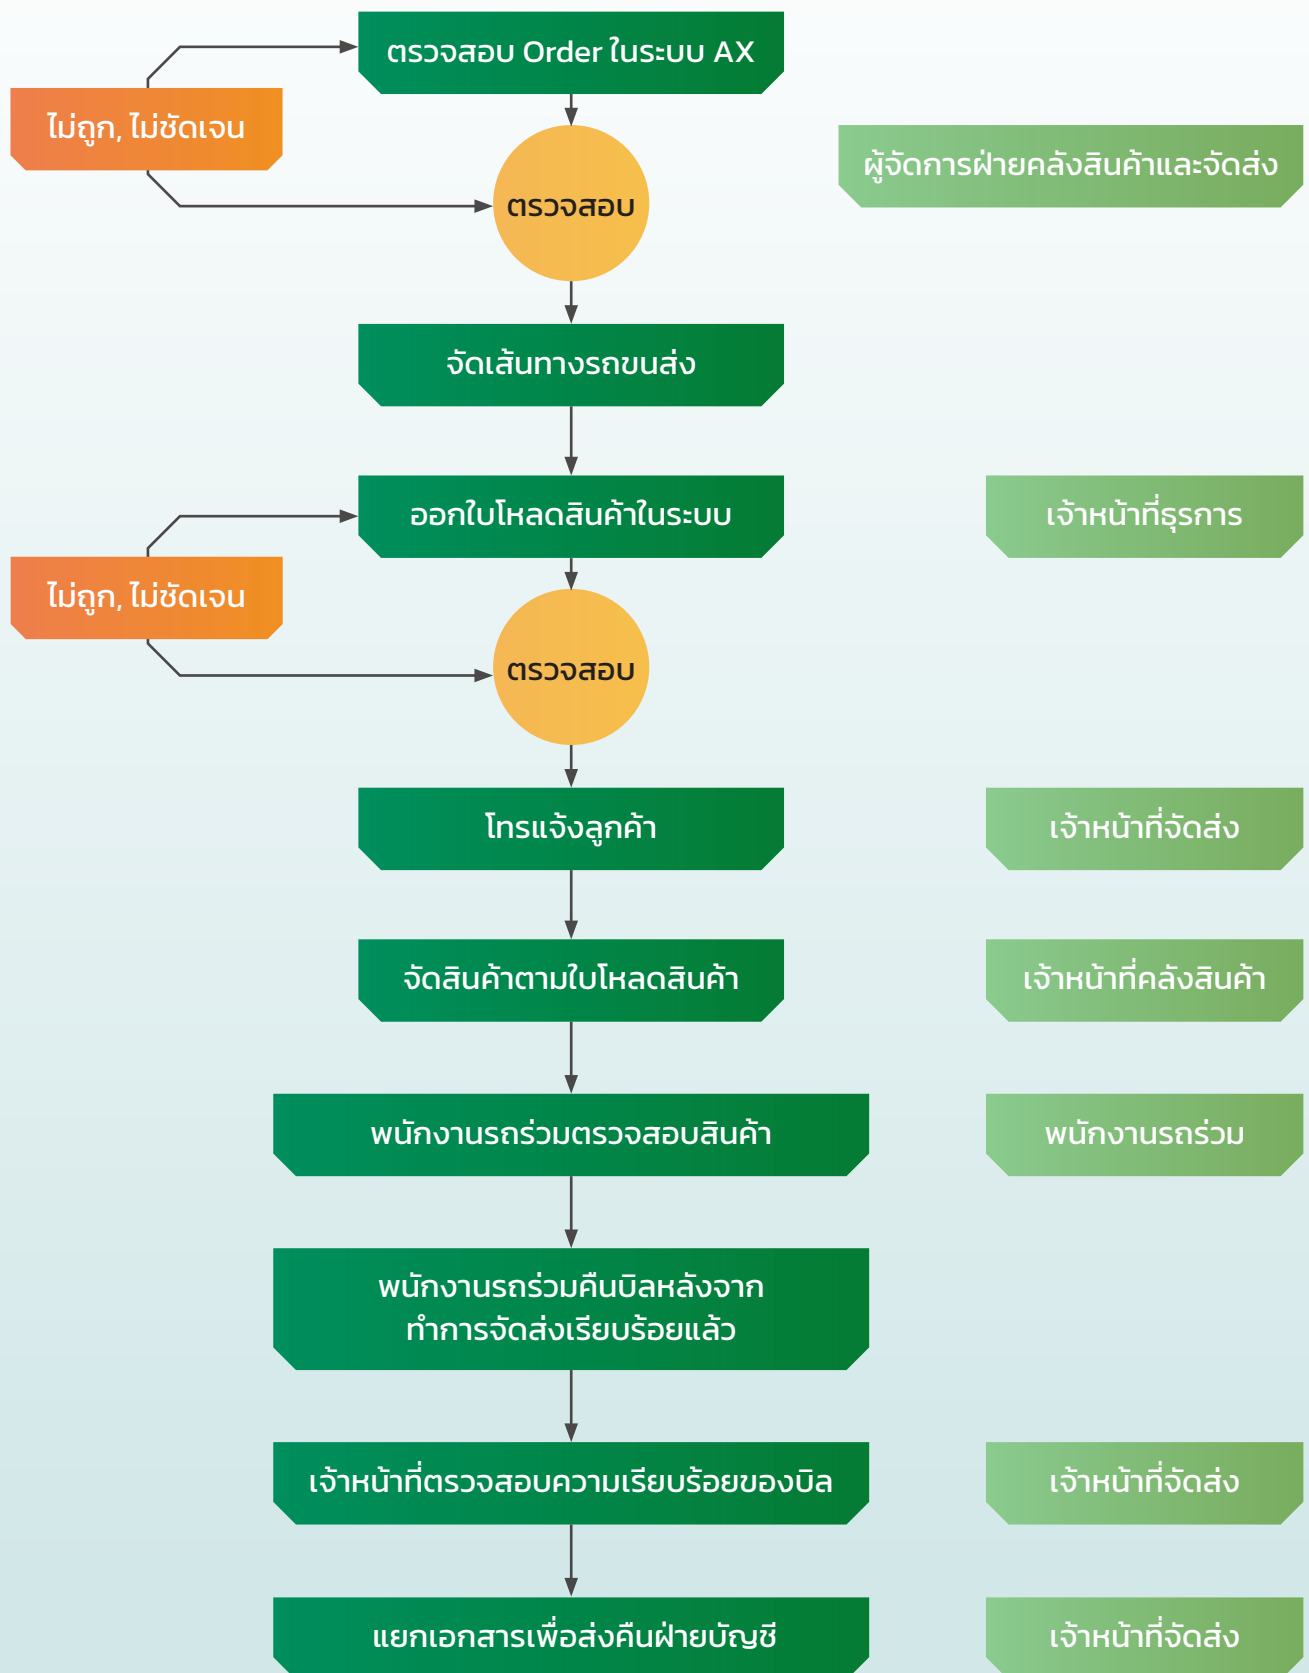 ตรวจสอบ Order ในระบบ AX
ไม่ถูก, ไม่ชัดเจน
ผู้จัดการฝ่ายคลังสินค้าและจัดส่ง
ตรวจสอบ
จัดเส้นทางรถขนส่ง
ออกใบโหลดสินค้าในระบบ
เจ้าหน้าที่ธุรการ
ไม่ถูก, ไม่ชัดเจน
ตรวจสอบ
โทรแจ้งลูกค้า
เจ้าหน้าที่จัดส่ง
จัดสินค้าตามใบโหลดสินค้า
เจ้าหน้าที่คลังสินค้า
พนักงานรถร่วมตรวจสอบสินค้า
พนักงานรถร่วม
พนักงานรถร่วมคืนบิลหลังจาก
ทำการจัดส่งเรียบร้อยแล้ว
เจ้าหน้าที่ตรวจสอบความเรียบร้อยของบิล
เจ้าหน้าที่จัดส่ง
แยกเอกสารเพื่อส่งคืนฝ่ายบัญชี
เจ้าหน้าที่จัดส่ง